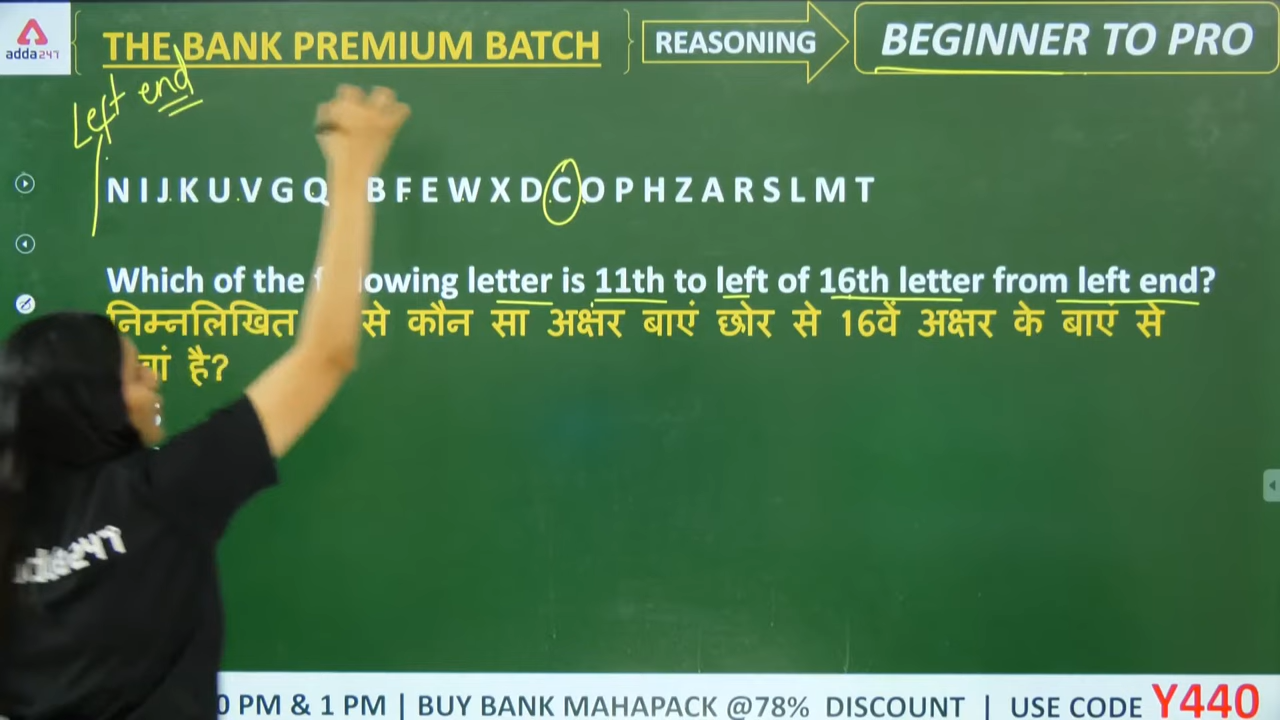 adda247
THE BANK PREMIUM BATCH
REASONING
BEGINNER TO PRO
Left end
N I J K U V G Q B F E W X D C O P H Z A R S L M T
Which of the lowing letter is 11th to left of 16th letter from left end?
निम्नलिखित से कौन सा अक्षर बाएं छोर से 16वें अक्षर के बाएं से
वां है?
adda247
0 PM & 1 PM | BUY BANK MAHAPACK @78% DISCOUNT | USE CODE Y440